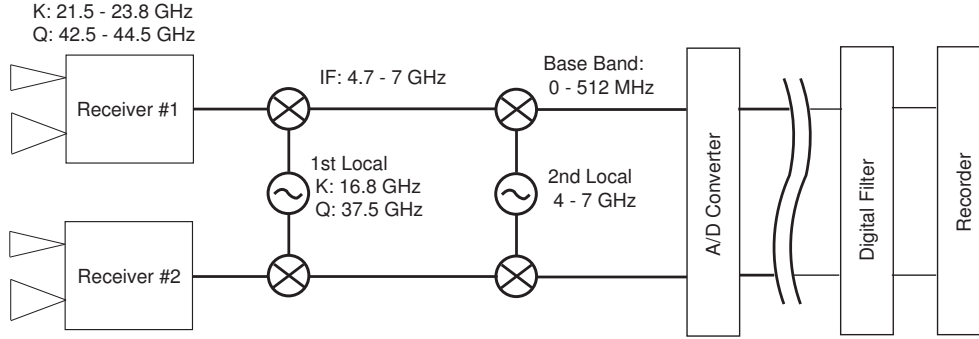 K: 21.5 - 23.8 GHz
Q: 42.5 - 44.5 GHz
Receiver #1
IF: 4.7 - 7 GHz
Base Band:
0 - 512 MHz
1st Local
K: 16.8 GHz
Q: 37.5 GHz
2nd Local
4 - 7 GHz
Receiver #2
A/D Converter
Digital Filter
Recorder